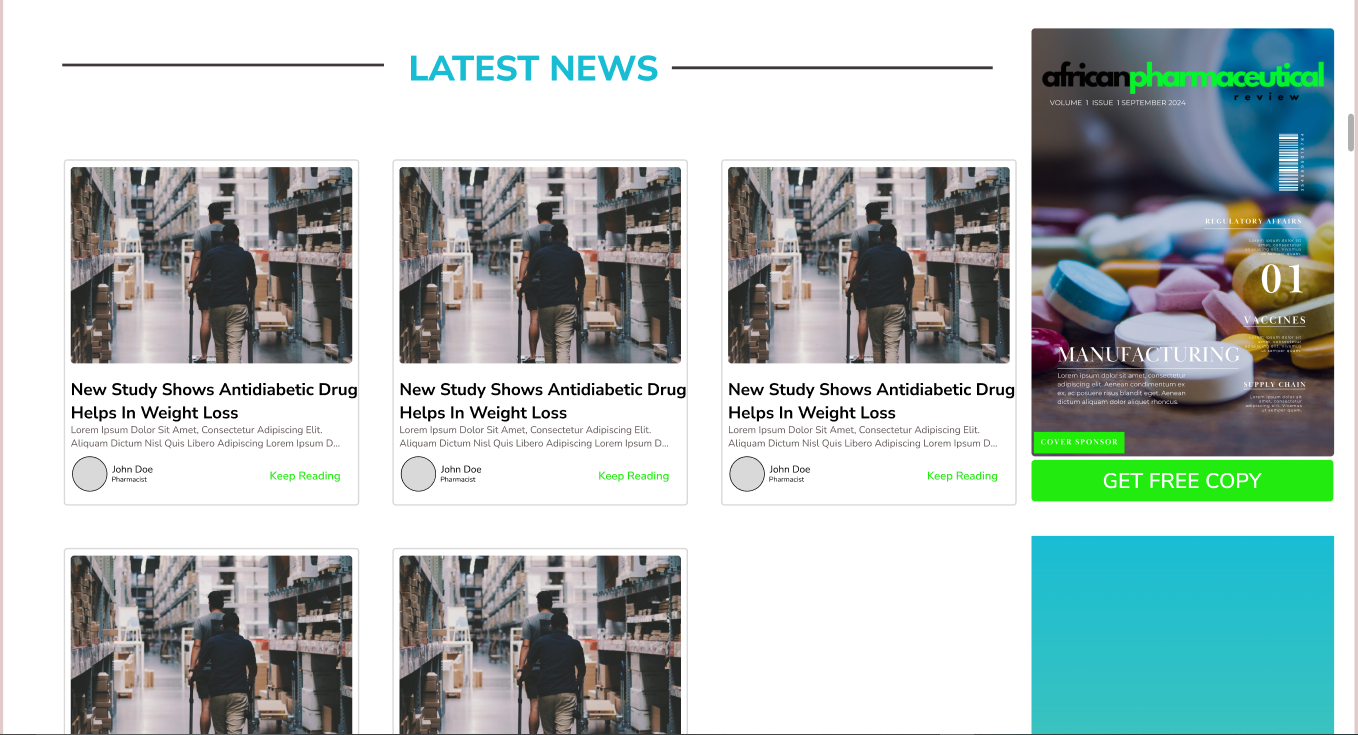 LATEST NEWS
New Study Shows Antidiabetic Drug
Helps In Weight Loss
Lorem Ipsum Dolor Sit Amet, Consectetur Adipiscing Elit.
Aliquam Dictum Nisl Quis Libero Adipiscing Lorem Ipsum D...
John Doe
Pharmacist
Keep Reading
New Study Shows Antidiabetic Drug
Helps In Weight Loss
Lorem Ipsum Dolor Sit Amet, Consectetur Adipiscing Elit.
Aliquam Dictum Nisl Quis Libero Adipiscing Lorem Ipsum D...
John Doe
Pharmacist
Keep Reading
New Study Shows Antidiabetic Drug
Helps In Weight Loss
Lorem Ipsum Dolor Sit Amet, Consectetur Adipiscing Elit.
Aliquam Dictum Nisl Quis Libero Adipiscing Lorem Ipsum D...
John Doe
Pharmacist
Keep Reading
africanpharmaceutical
review
VOLUME 1 ISSUE 1 SEPTEMBER 2024
REGULATORY AFFAIRS
01
VACCINES
MANUFACTURING
Lorem ipsum dolor sit amet, consectetur
adipiscing elit. Aenean condimentum ex
ex, ac posuere risus blandit eget. Aenean
dictum aliquam dolor aliquet rhoncus.
SUPPLY CHAIN
COVER SPONSOR
GET FREE COPY